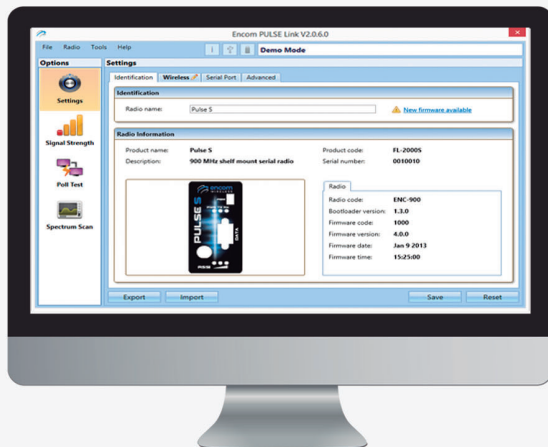 Encom PULSE Link V2.0.6.0
File Radio Tools Help
Demo Mode
Options
Settings
Signal Strength
Poll Test
Spectrum Scan
Settings
Identification Wireless Serial Port Advanced
Identification
Radio name: Pulse S
New firmware available
Radio Information
Product name: Pulse S
Product code: FL-2000S
Description: 900 MHz shelf mount serial radio
Serial number: 0010010
encom
WIRELESS
PULSE S
DATA
Radio
Radio code: ENC-900
Bootloader version: 1.3.0
Firmware code: 1000
Firmware version: 4.0.0
Firmware date: Jan 9 2013
Firmware time: 15:25:00
Export Import Save Reset